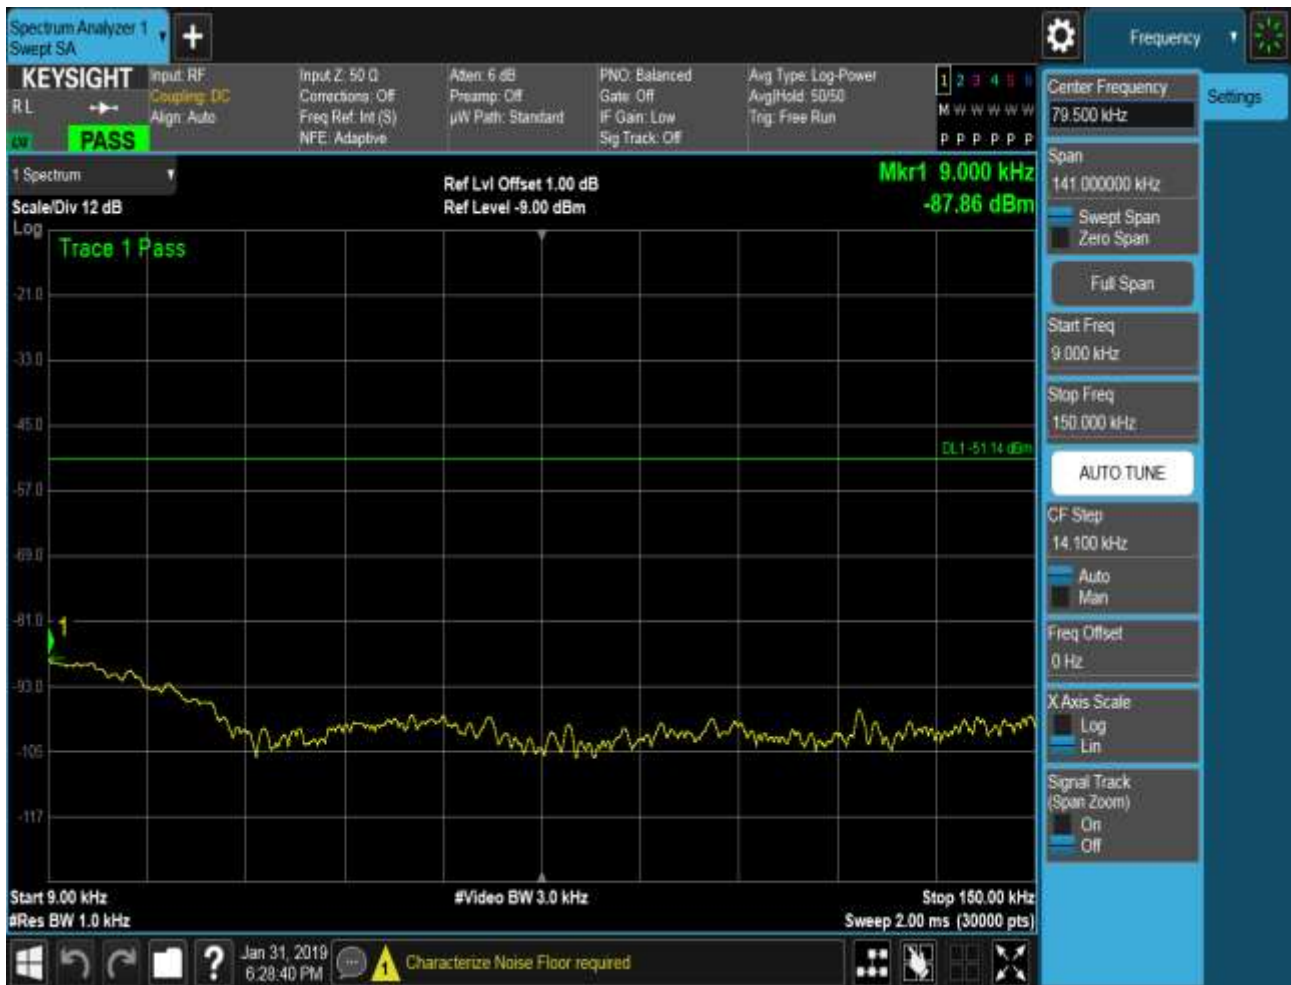 Spectrum Analyzer 1
Swept SA
+
Frequency
KEYSIGHT
Input: RF
Coupling: DC
Align: Auto
Input Z: 50 Ω
Corrections: Off
Freq Ref: Int (S)
NFE: Adaptive
Atten: 6 dB
Preamp: Off
µW Path: Standard
PNO: Balanced
Gate: Off
IF Gain: Low
Sig Track: Off
Avg Type: Log-Power
Avg|Hold: 50/50
Trig: Free Run
1 2 3 4 5 6
M W W W W W
P P P P P P
R L
PASS
1 Spectrum
Scale/Div 12 dB
Ref Lvl Offset 1.00 dB
Ref Level -9.00 dBm
Mkr1 9.000 kHz
-87.86 dBm
Log
Trace 1 Pass
-21.0
-33.0
-45.0
DL1 -51.14 dBm
-57.0
-69.0
-81.0
1
-93.0
-105
-117
Start 9.00 kHz
#Res BW 1.0 kHz
#Video BW 3.0 kHz
Stop 150.00 kHz
Sweep 2.00 ms (30000 pts)
Center Frequency
79.500 kHz
Settings
Span
141.000000 kHz
Swept Span
Zero Span
Full Span
Start Freq
9.000 kHz
Stop Freq
150.000 kHz
AUTO TUNE
CF Step
14.100 kHz
Auto
Man
Freq Offset
0 Hz
X Axis Scale
Log
Lin
Signal Track
(Span Zoom)
On
Off
?
Jan 31, 2019
6:28:40 PM
1
Characterize Noise Floor required